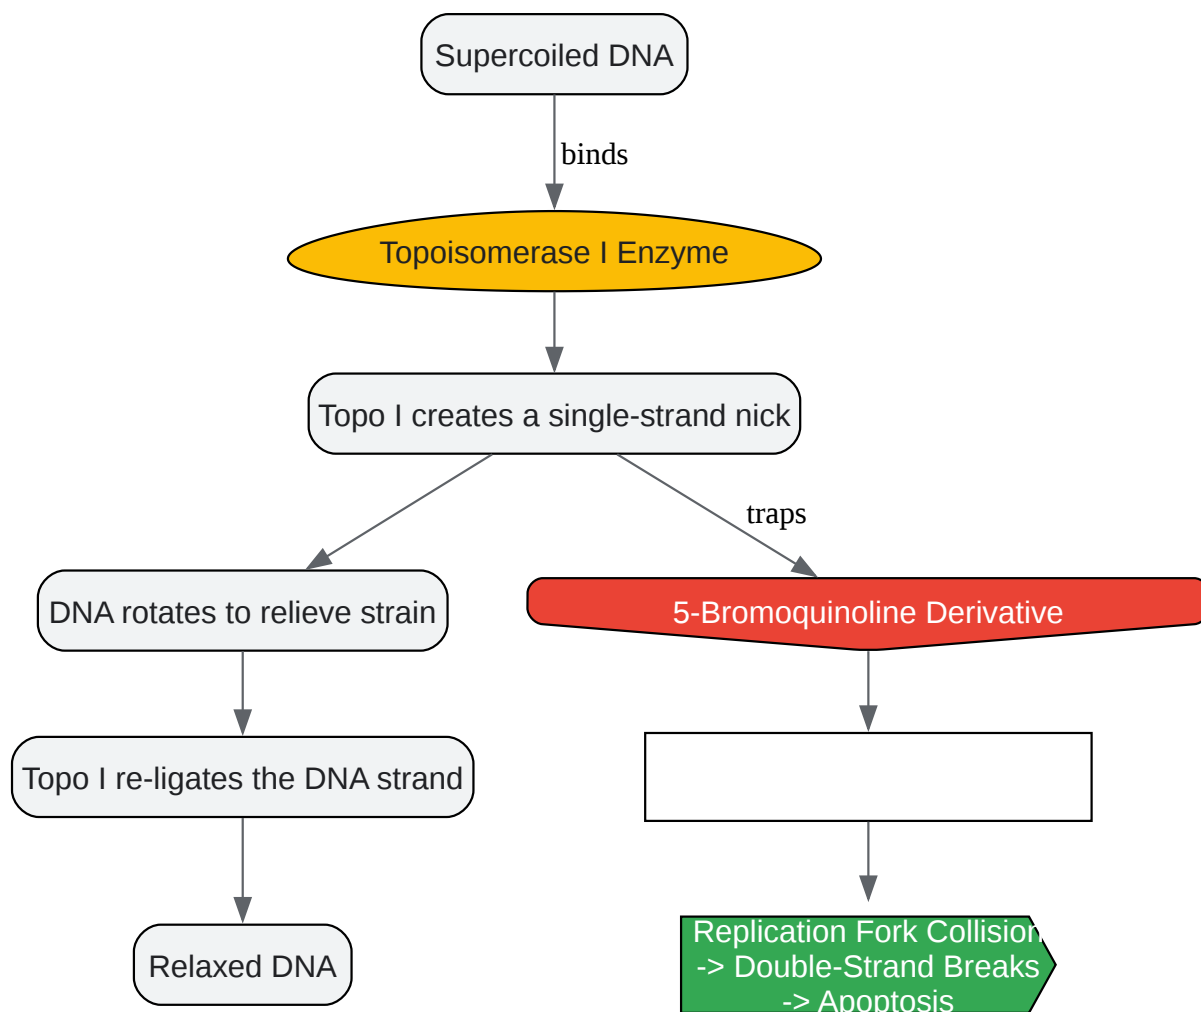 Supercoiled DNA
binds
Topoisomerase I Enzyme
Topo I creates a single-strand nick
traps
DNA rotates to relieve strain
5-Bromoquinoline Derivative
Topo I re-ligates the DNA strand
Replication Fork Collision
-> Double-Strand Breaks
-> Apoptosis
Relaxed DNA